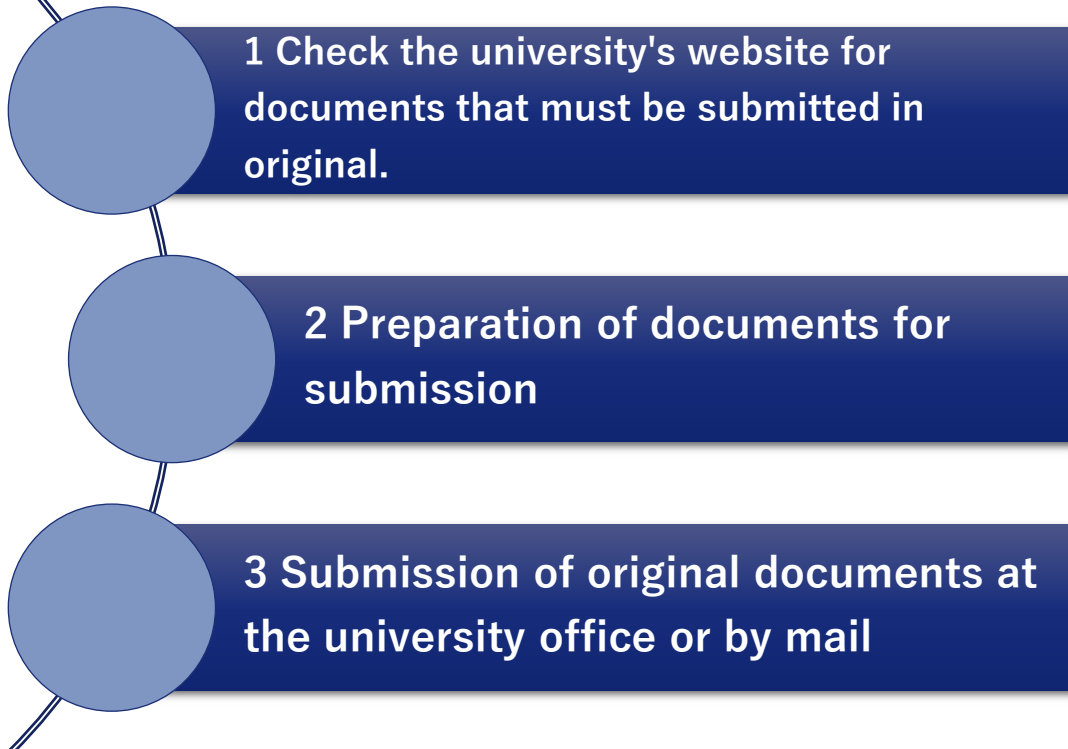 1 Check the university's website for
documents that must be submitted in
original.
2 Preparation of documents for
submission
3 Submission of original documents at
the university office or by mail